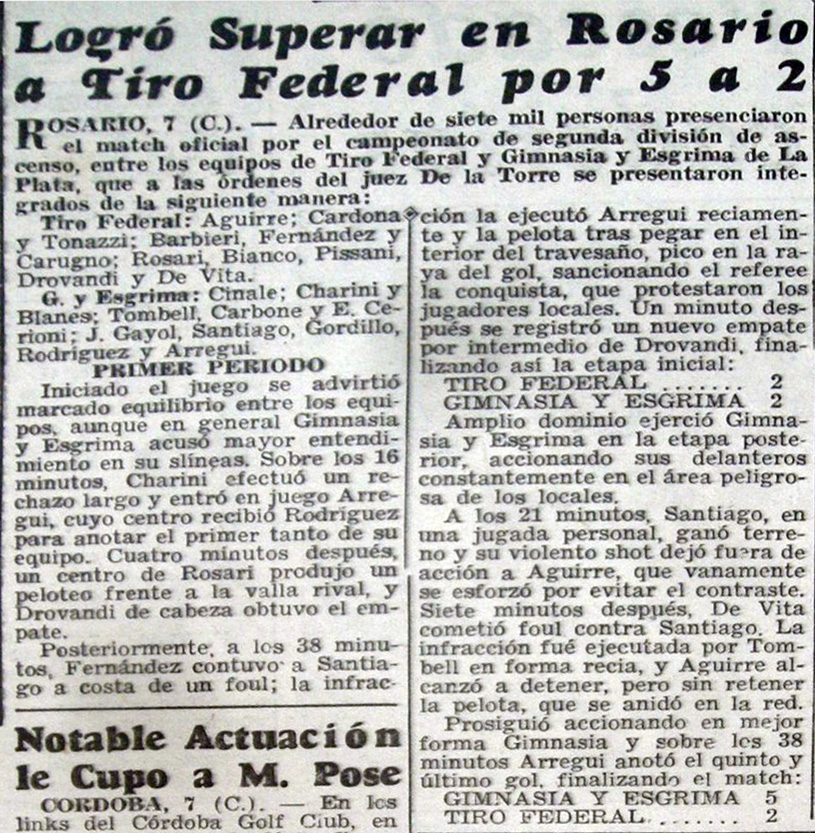 Logró Superar en Rosario
a Tiro Federal por 5 a 2
ROSARIO, 7 (C.). — Alrededor de siete mil personas presenciaron
el match oficial por el campeonato de segunda división de as-
censo, entre los equipos de Tiro Federal y Gimnasia y Esgrima de La
Plata, que a las órdenes del juez De la Torre se presentaron inte-
grados de la siguiente manera:
Tiro Federal: Aguirre; Cardona
y Tonazzi; Barbieri, Fernández y
Carugno; Rosari, Bianco, Pissani,
Drovandi y De Vita.
G. y Esgrima: Cinale; Charini y
Blanes; Tombell, Carbone y E. Ce-
rioni; J. Gayol, Santiago, Gordillo,
Rodríguez y Arregui.
PRIMER PERIODO
Iniciado el juego se advirtió
marcado equilibrio entre los equi-
pos, aunque en general Gimnasia
y Esgrima acusó mayor entendi-
miento en su slíneas. Sobre los 16
minutos, Charini efectuó un re-
chazo largo y entró en juego Arre-
gui, cuyo centro recibió Rodríguez
para anotar el primer tanto de su
equipo. Cuatro minutos después,
un centro de Rosari produjo un
peloteo frente a la valla rival, y
Drovandi de cabeza obtuvo el em-
pate.
Posteriormente, a los 38 minu-
tos, Fernández contuvo a Santia-
go a costa de un foul; la infrac-
ción la ejecutó Arregui reciamen-
te y la pelota tras pegar en el in-
terior del travesaño, pico en la ra-
ya del gol, sancionando el referee
la conquista, que protestaron los
jugadores locales. Un minuto des-
pués se registró un nuevo empate
por intermedio de Drovandi, fina-
lizando así la etapa inicial:
TIRO FEDERAL ....... 2
GIMNASIA Y ESGRIMA 2
Amplio dominio ejerció Gimna-
sia y Esgrima en la etapa poste-
rior, accionando sus delanteros
constantemente en el área peligro-
sa de los locales.
A los 21 minutos, Santiago, en
una jugada personal, ganó terre-
no y su violento shot dejó fuera de
acción a Aguirre, que vanamente
se esforzó por evitar el contraste.
Siete minutos después, De Vita
cometió foul contra Santiago. La
infracción fué ejecutada por Tom-
bell en forma recia, y Aguirre al-
canzó a detener, pero sin retener
la pelota, que se anidó en la red.
Prosiguió accionando en mejor
forma Gimnasia y sobre los 38
minutos Arregui anotó el quinto y
último gol, finalizando el match:
GIMNASIA Y ESGRIMA 5
TIRO FEDERAL ....... 2
Notable Actuación
le Cupo a M. Pose
CORDOBA, 7 (C.). — En los
links del Córdoba Golf Club, en